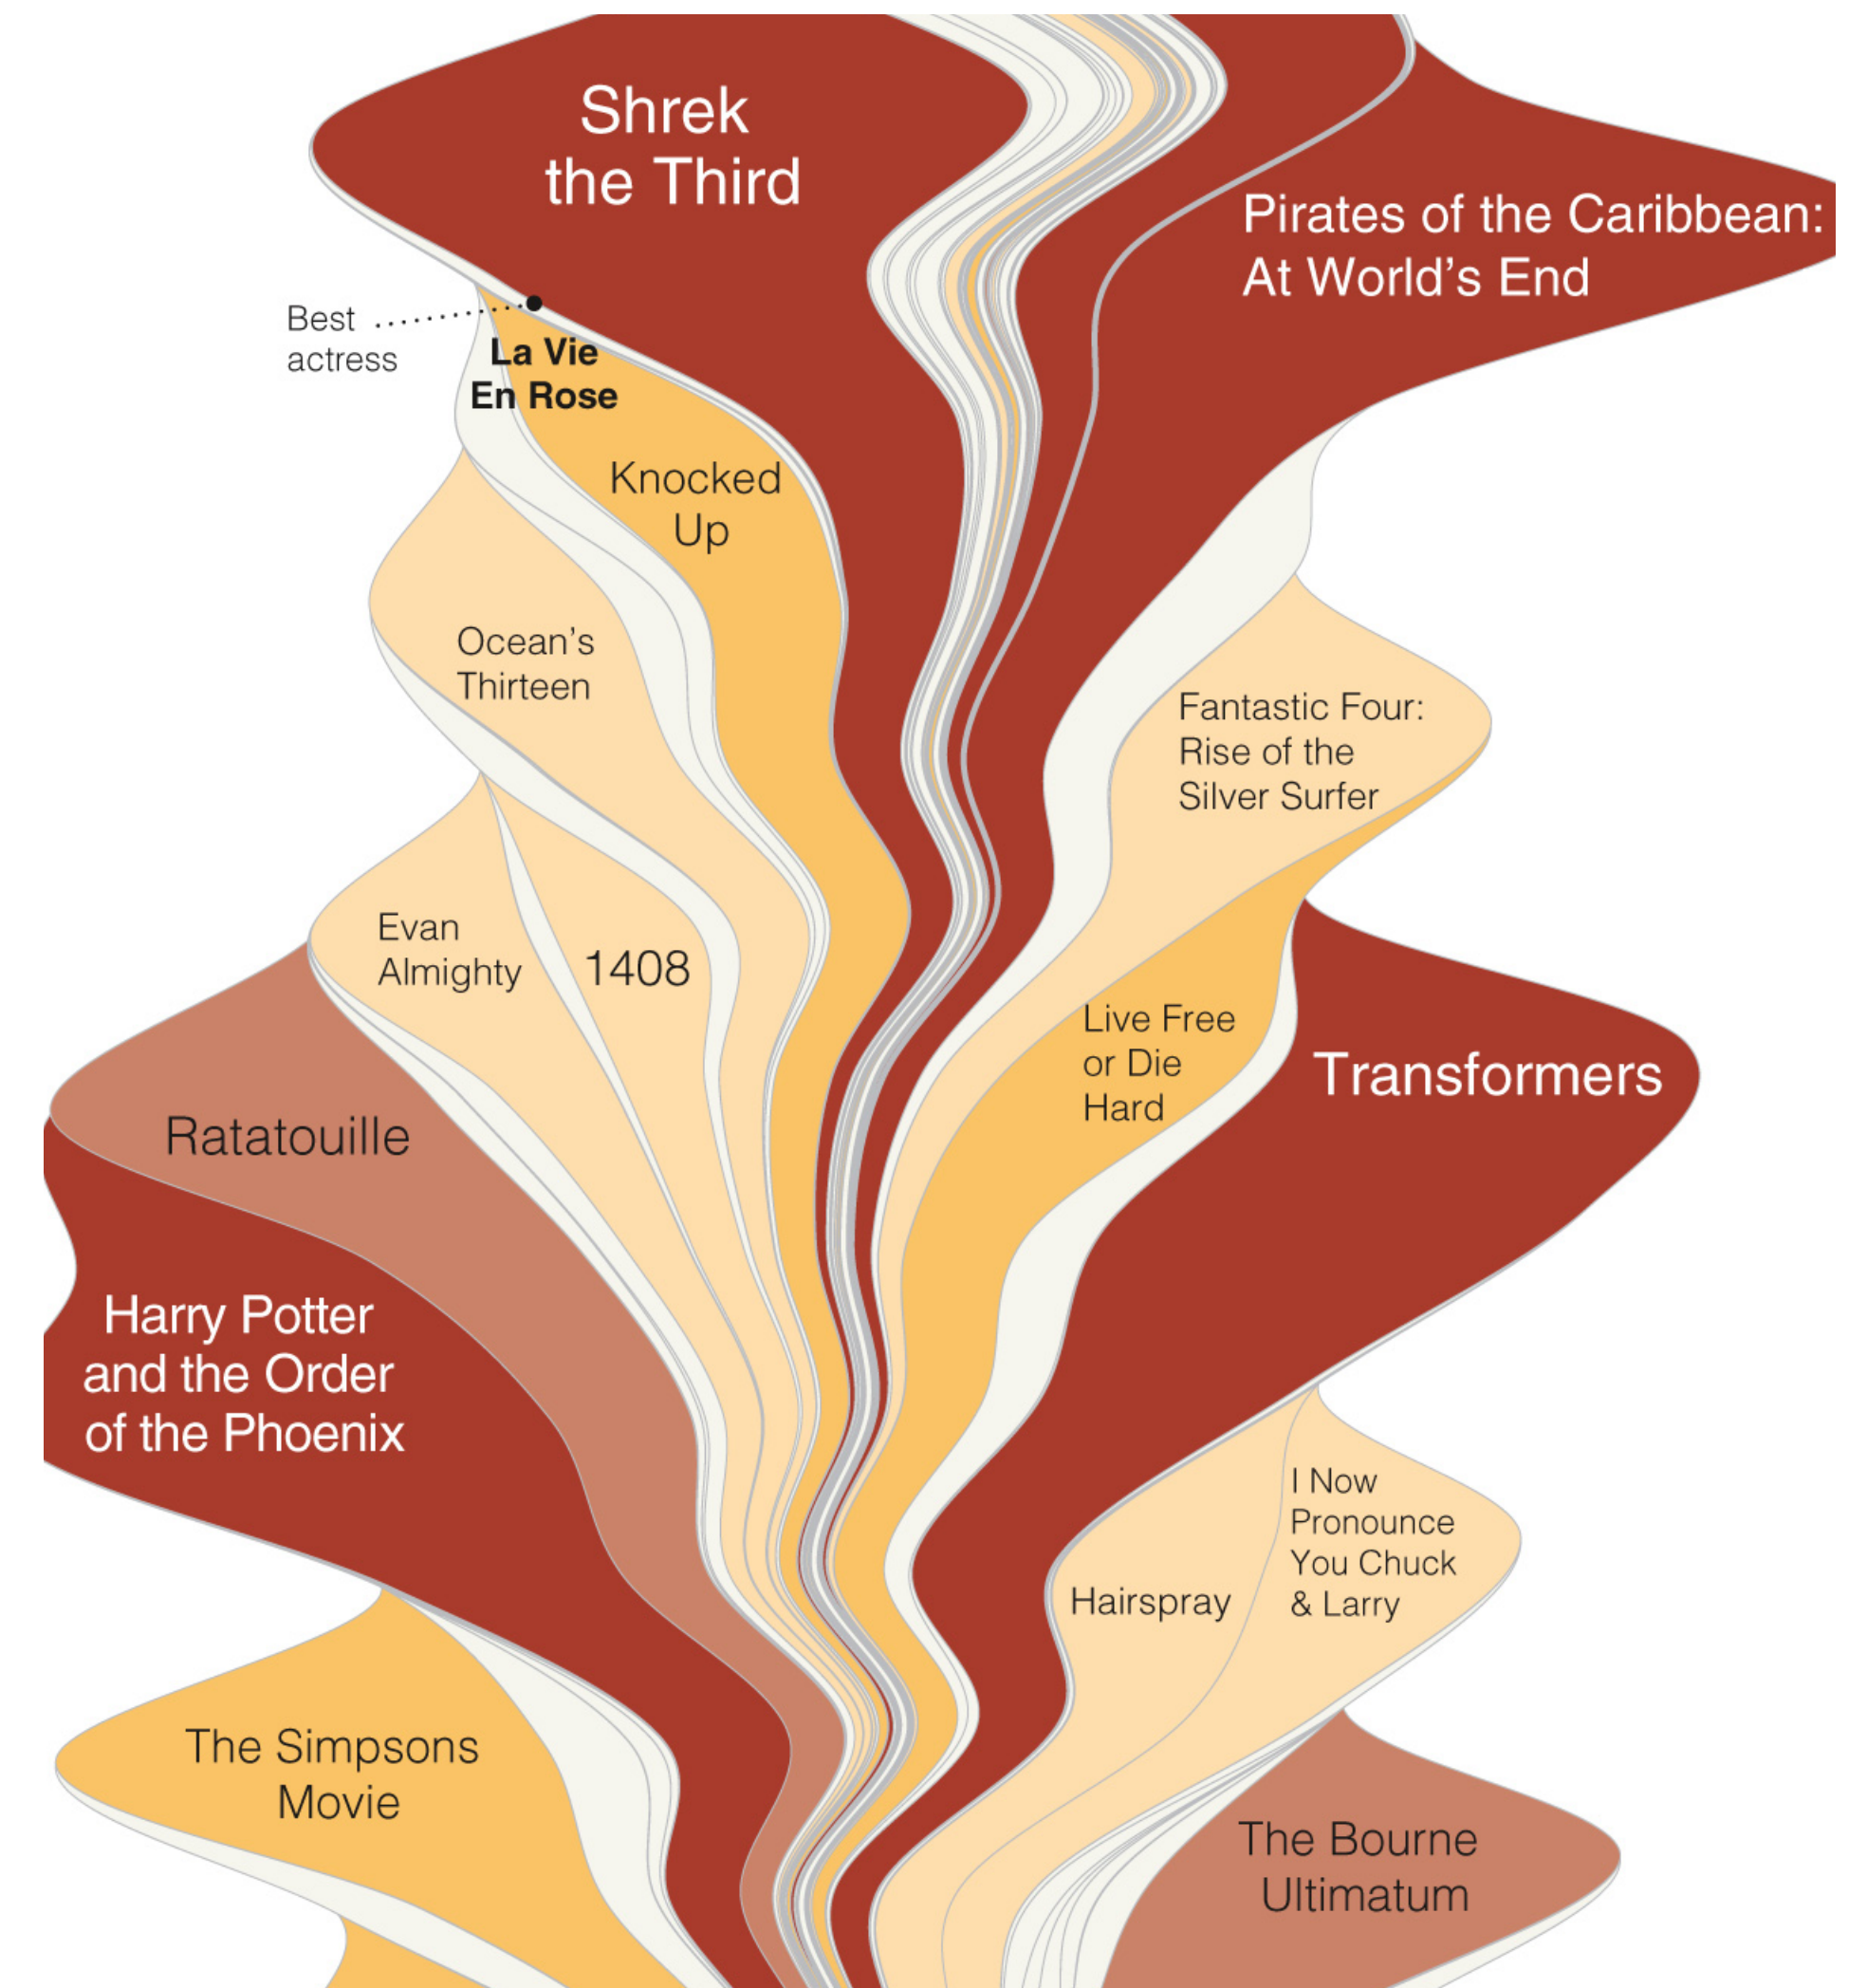 Shrek
the Third
Pirates of the Caribbean:
At World's End
Best
actress
La Vie
En Rose
Knocked
Up
Ocean's
Thirteen
Fantastic Four:
Rise of the
Silver Surfer
Evan
Almighty
1408
Live Free
or Die
Hard
Transformers
Ratatouille
Harry Potter
and the Order
of the Phoenix
I Now
Pronounce
You Chuck
& Larry
Hairspray
The Simpsons
Movie
The Bourne
Ultimatum